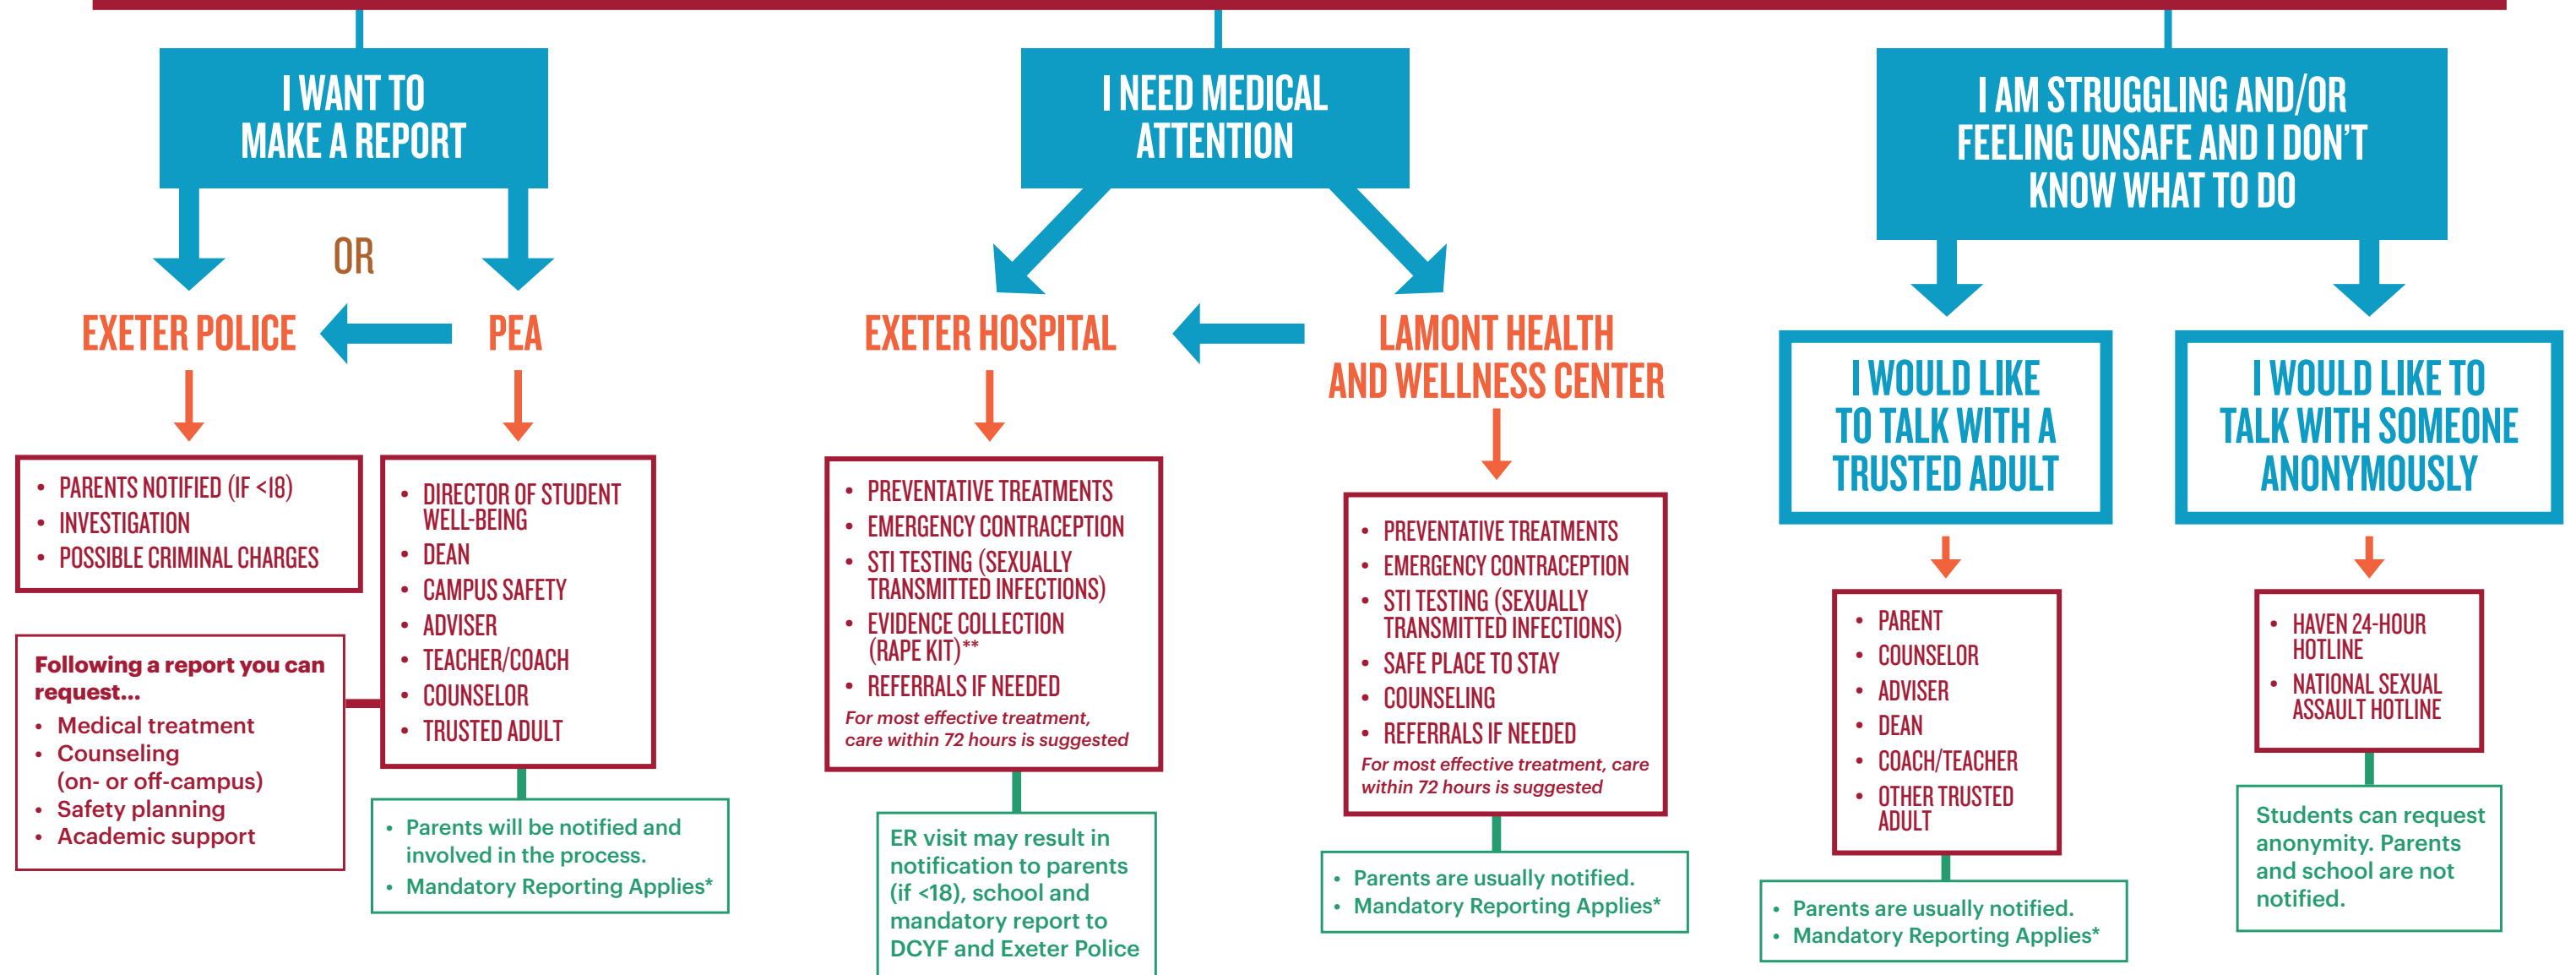 I WANT TO
MAKE A REPORT
OR
EXETER POLICE
PEA
• PARENTS NOTIFIED (IF <18)
• INVESTIGATION
• POSSIBLE CRIMINAL CHARGES
• DIRECTOR OF STUDENT
WELL-BEING
• DEAN
• CAMPUS SAFETY
• ADVISER
• TEACHER/COACH
• COUNSELOR
• TRUSTED ADULT
Following a report you can
request...
• Medical treatment
• Counseling
(on- or off-campus)
• Safety planning
• Academic support
• Parents will be notified and
involved in the process.
• Mandatory Reporting Applies*
I NEED MEDICAL
ATTENTION
EXETER HOSPITAL
LAMONT HEALTH
AND WELLNESS CENTER
• PREVENTATIVE TREATMENTS
• EMERGENCY CONTRACEPTION
• STI TESTING (SEXUALLY
TRANSMITTED INFECTIONS)
• EVIDENCE COLLECTION
(RAPE KIT)**
• REFERRALS IF NEEDED
For most effective treatment,
care within 72 hours is suggested
ER visit may result in
notification to parents
(if <18), school and
mandatory report to
DCYF and Exeter Police
• PREVENTATIVE TREATMENTS
• EMERGENCY CONTRACEPTION
• STI TESTING (SEXUALLY
TRANSMITTED INFECTIONS)
• SAFE PLACE TO STAY
• COUNSELING
• REFERRALS IF NEEDED
For most effective treatment, care
within 72 hours is suggested
• Parents are usually notified.
• Mandatory Reporting Applies*
I AM STRUGGLING AND/OR
FEELING UNSAFE AND I DON'T
KNOW WHAT TO DO
I WOULD LIKE
TO TALK WITH A
TRUSTED ADULT
• PARENT
• COUNSELOR
• ADVISER
• DEAN
• COACH/TEACHER
• OTHER TRUSTED
ADULT
• Parents are usually notified.
• Mandatory Reporting Applies*
I WOULD LIKE TO
TALK WITH SOMEONE
ANONYMOUSLY
• HAVEN 24-HOUR
HOTLINE
• NATIONAL SEXUAL
ASSAULT HOTLINE
Students can request
anonymity. Parents
and school are not
notified.